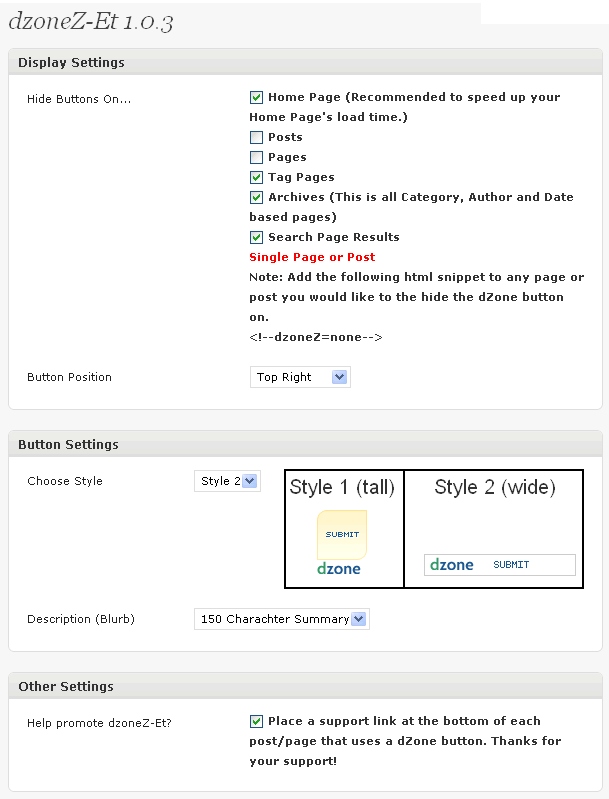 dzoneZ-Et 1.0.3
Display Settings
Hide Buttons On...
Home Page (Recommended to speed up your
Home Page's load time.)
Posts
Pages
Tag Pages
Archives (This is all Category, Author and Date
based pages)
Search Page Results
Single Page or Post
Note: Add the following html snippet to any page or
post you would like to the hide the dZone button
on.
<!--dzoneZ=none-->
Button Position
Top Right
Button Settings
Choose Style
Style 2
Style 1 (tall)
Style 2 (wide)
SUBMIT
dzone
dzone SUBMIT
Description (Blurb)
150 Charachter Summary
Other Settings
Help promote dzoneZ-Et?
Place a support link at the bottom of each
post/page that uses a dZone button. Thanks for
your support!